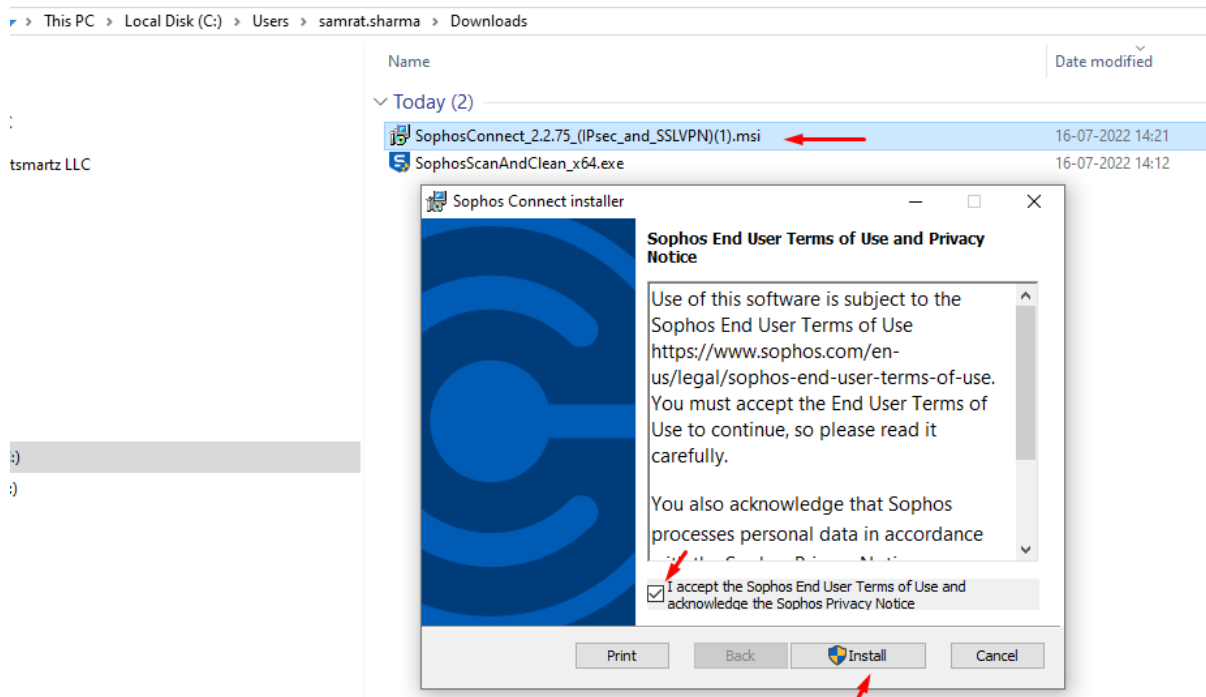 This PC > Local Disk (C:) > Users > samrat.sharma > Downloads
Name Date modified
Today (2)
SophosConnect_2.2.75_(IPsec_and_SSLVPN)(1).msi 16-07-2022 14:21
tsmartz LLC
SophosScanAndClean_x64.exe 16-07-2022 14:12
Sophos Connect installer
Sophos End User Terms of Use and Privacy
Notice
Use of this software is subject to the
Sophos End User Terms of Use
https://www.sophos.com/en-
us/legal/sophos-end-user-terms-of-use.
You must accept the End User Terms of
Use to continue, so please read it
carefully.
You also acknowledge that Sophos
processes personal data in accordance
:)
:)
I accept the Sophos End User Terms of Use and
acknowledge the Sophos Privacy Notice
Print Back Install Cancel